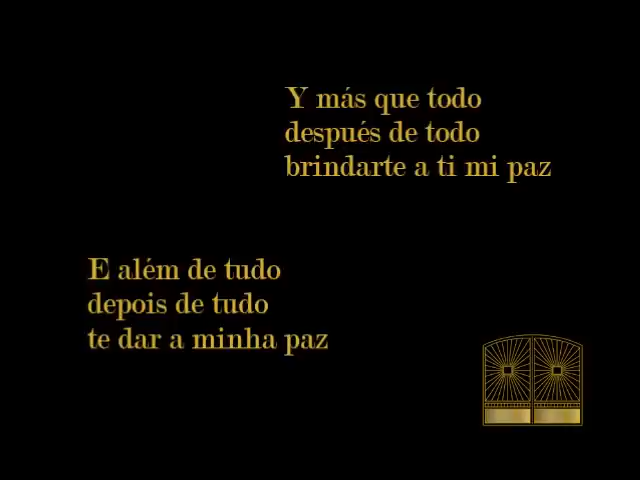 Y más que todo
después de todo
brindarte a ti mi paz
E além de tudo
depois de tudo
te dar a minha paz